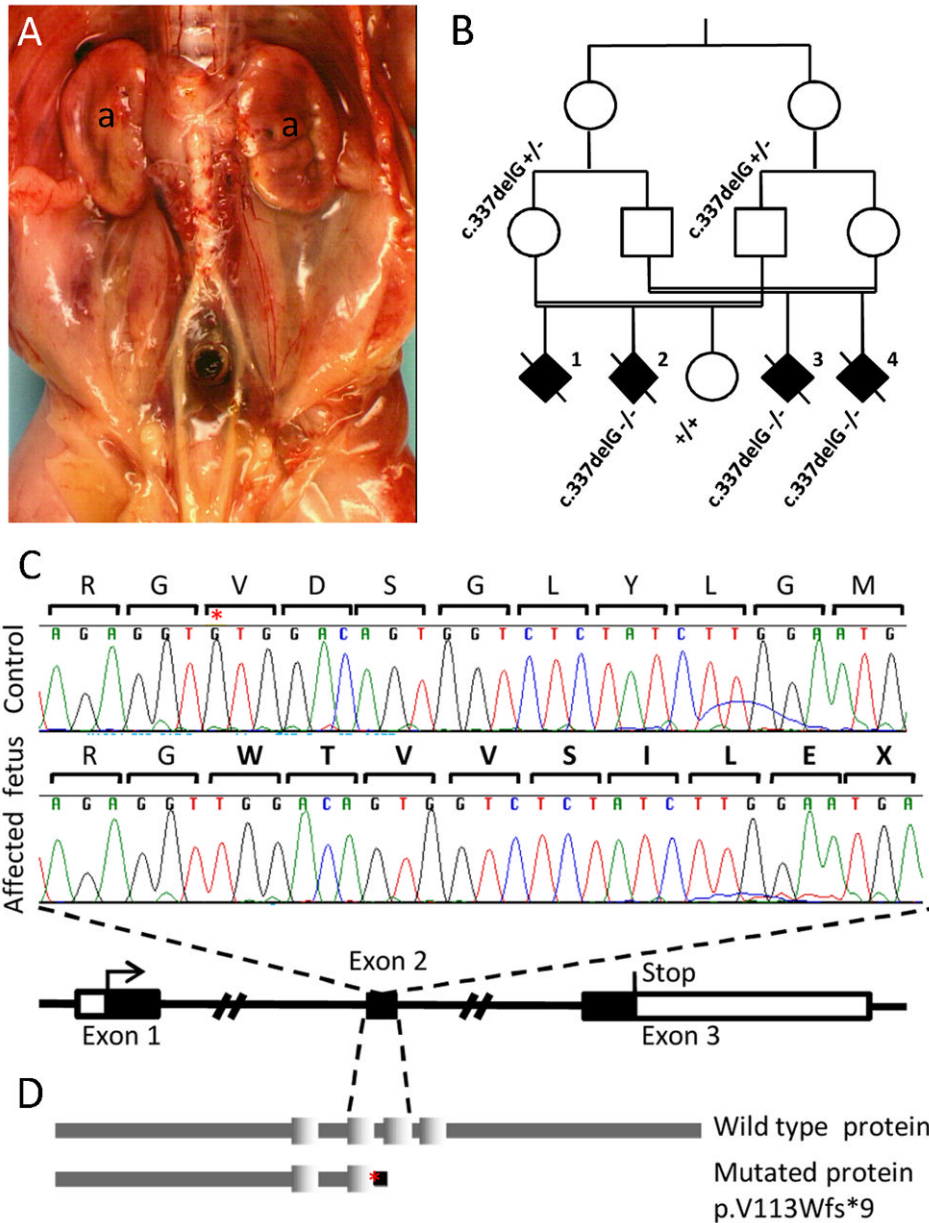 A
a a
B
c.337delG +/-
c.337delG +/-
1 2 3 4
c.337delG -/-
+/+
c.337delG -/-
c.337delG -/-
C
Control
R G V D S G L Y L G M
*
A G A G G T G T G G A C A G T G G T C T C T A T C T T G G A A T G
Affected fetus
R G W T V V S I L E X
A G A G G T T G G A C A G T G G T C T C T A T C T T G G A A T G A
Exon 2
Stop
Exon 1
Exon 3
D
Wild type protein
*
Mutated protein
p.V113Wfs*9